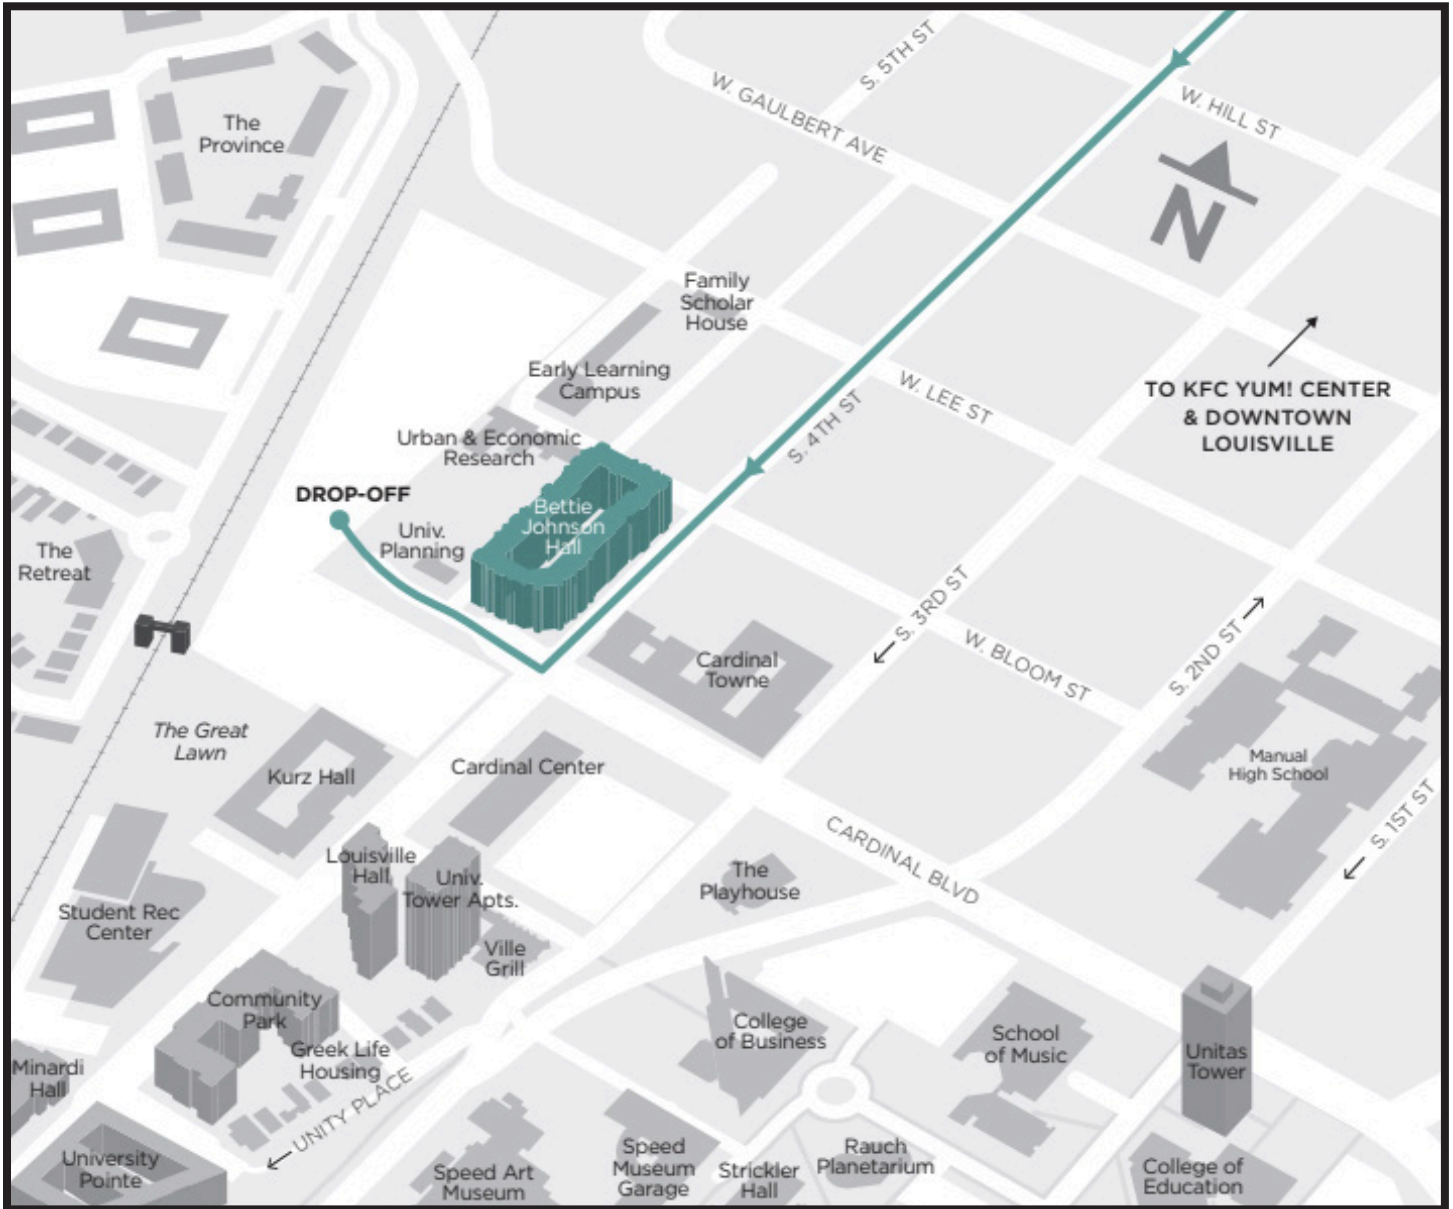 S. 5TH ST
W. GAULBERT AVE
W. HILL ST
The
Province
N
Family
Scholar
House
Early Learning
Campus
W. LEE ST
TO KFC YUM! CENTER
& DOWNTOWN
LOUISVILLE
S. 4TH ST
Urban & Economic
Research
DROP-OFF
Bettie
Johnson
Hall
Univ.
Planning
The
Retreat
S. 3RD ST
W. BLOOM ST
S. 2ND ST
Cardinal
Towne
The Great
Lawn
Kurz Hall
Cardinal Center
Manual
High School
S. 1ST ST
CARDINAL BLVD
Louisville
Hall
Univ.
Tower Apts.
The
Playhouse
Student Rec
Center
Ville
Grill
Community
Park
Greek Life
Housing
College
of Business
School
of Music
Unitas
Tower
Minardi
Hall
UNITY PLACE
University
Pointe
Speed Art
Museum
Speed
Museum
Garage
Strickler
Hall
Rauch
Planetarium
College of
Education